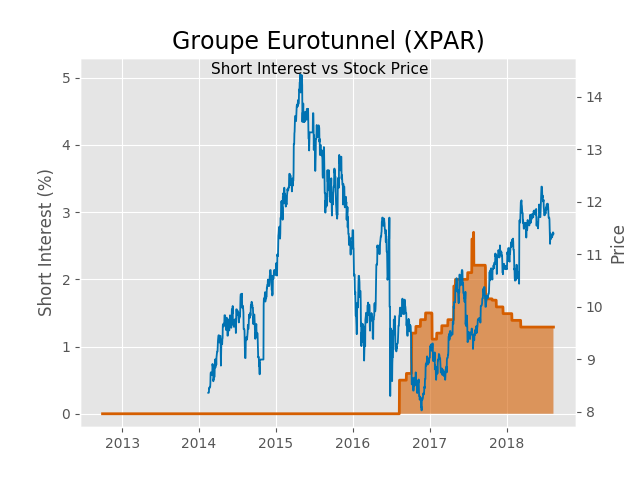 Groupe Eurotunnel (XPAR)
Short Interest vs Stock Price
Short Interest (%)
5
4
3
2
1
0
14
13
12
11
10
9
8
Price
2013 2014 2015 2016 2017 2018